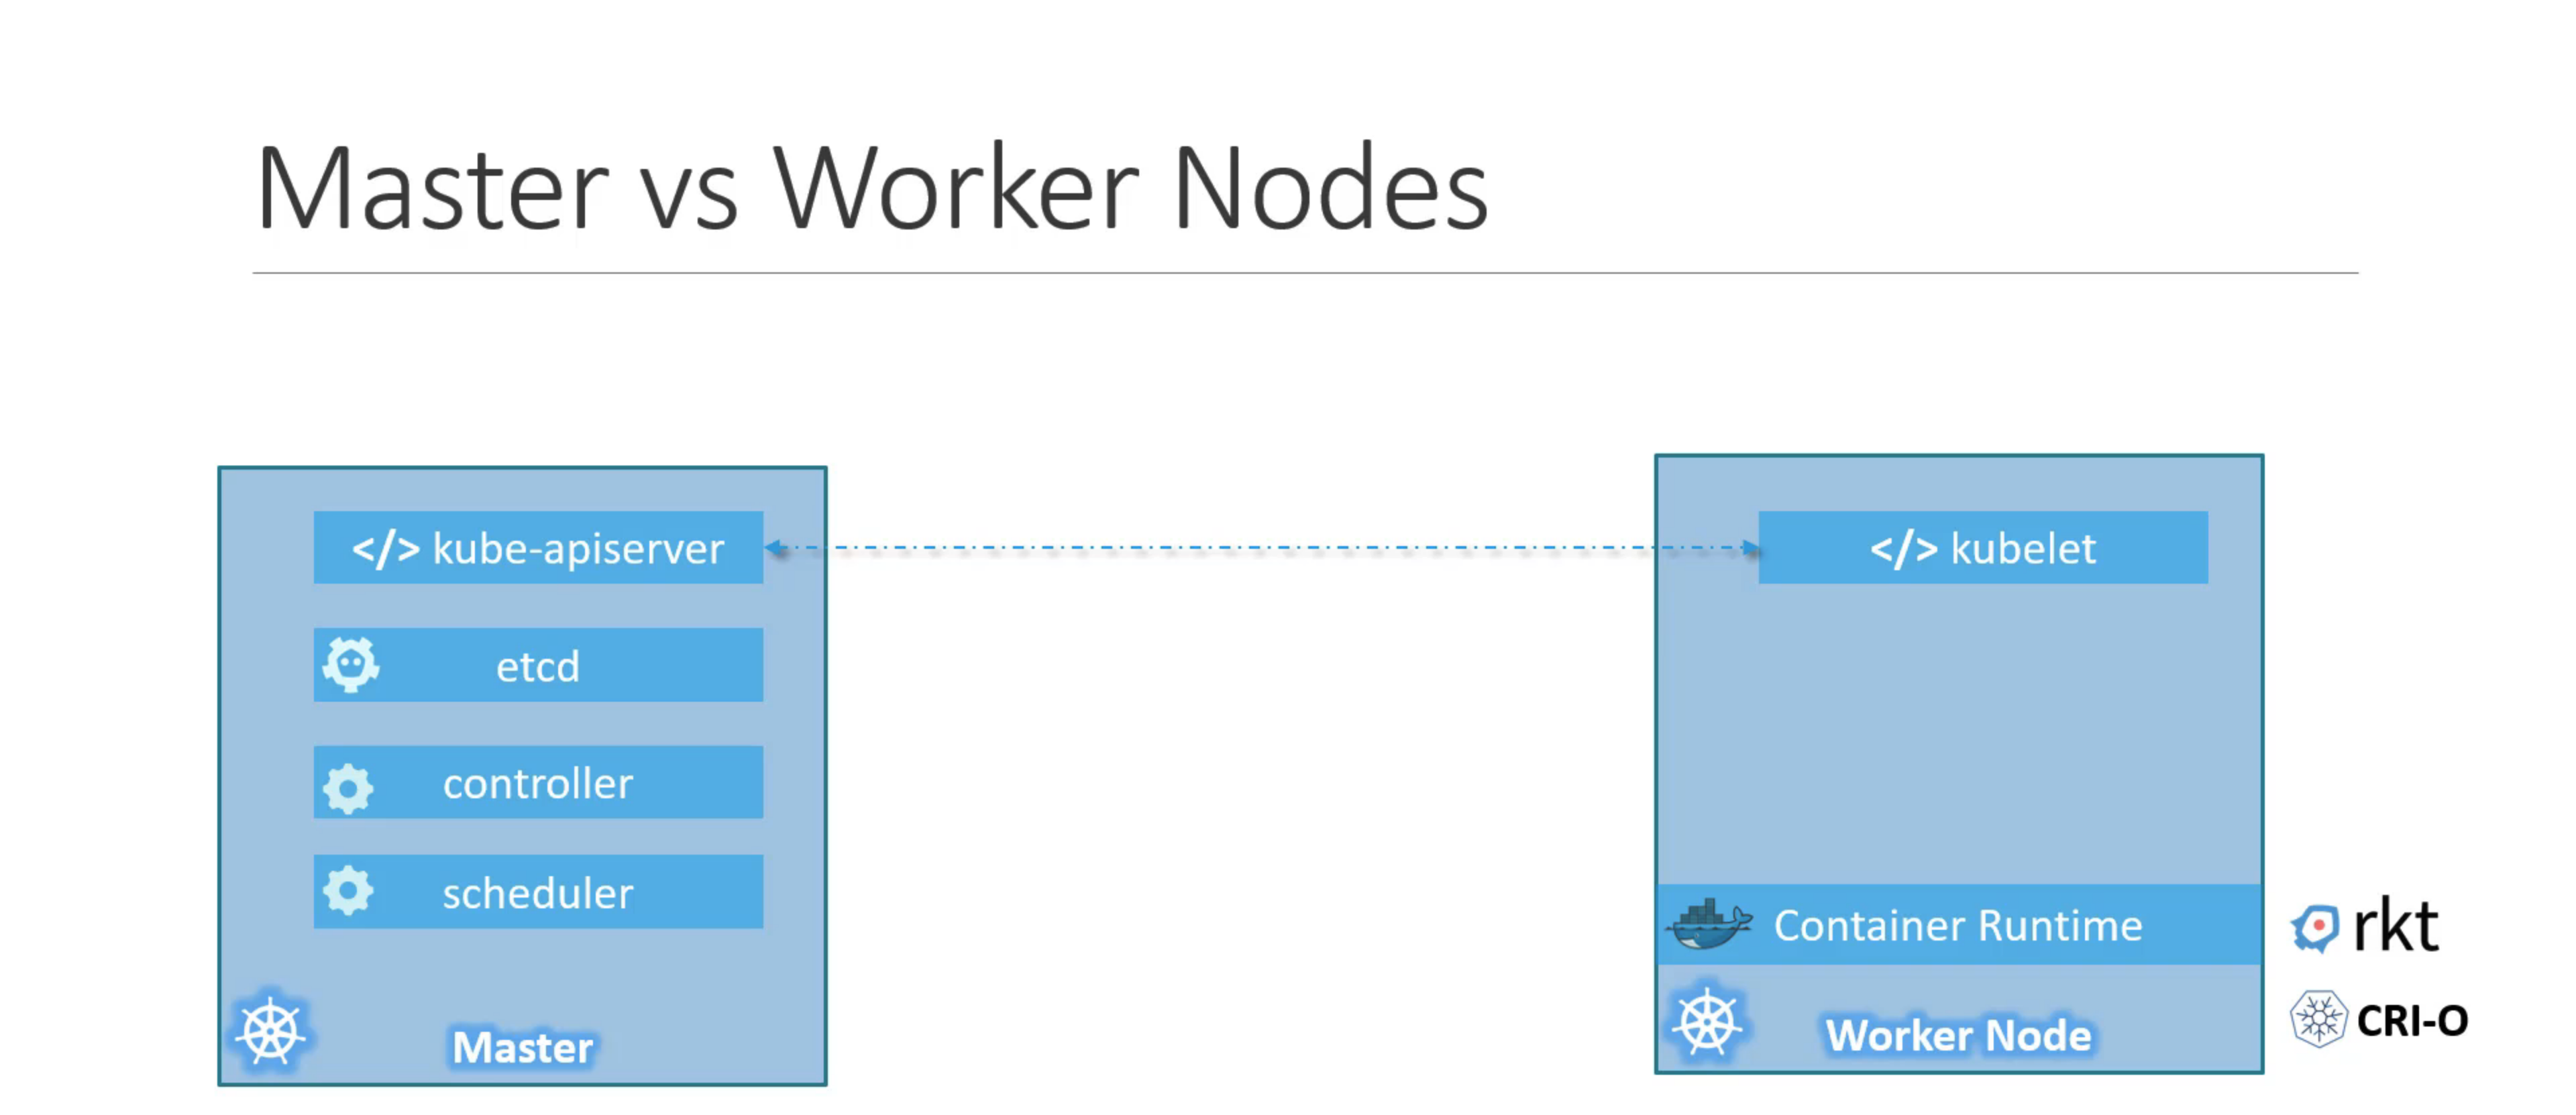 Master vs Worker Nodes
</> kube-apiserver
etcd
controller
scheduler
Master
</> kubelet
Container Runtime
Worker Node
rkt
CRI-O